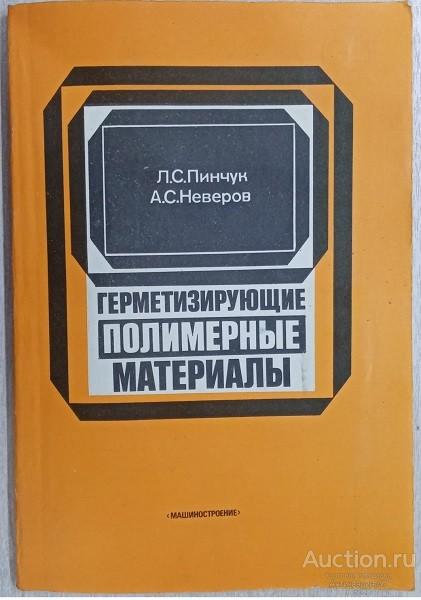 Л.С.Пинчук
А.С.Неверов
ГЕРМЕТИЗИРУЮЩИЕ
ПОЛИМЕРНЫЕ
МАТЕРИАЛЫ
‹МАШИНОСТРОЕНИЕ›
Auction.ru